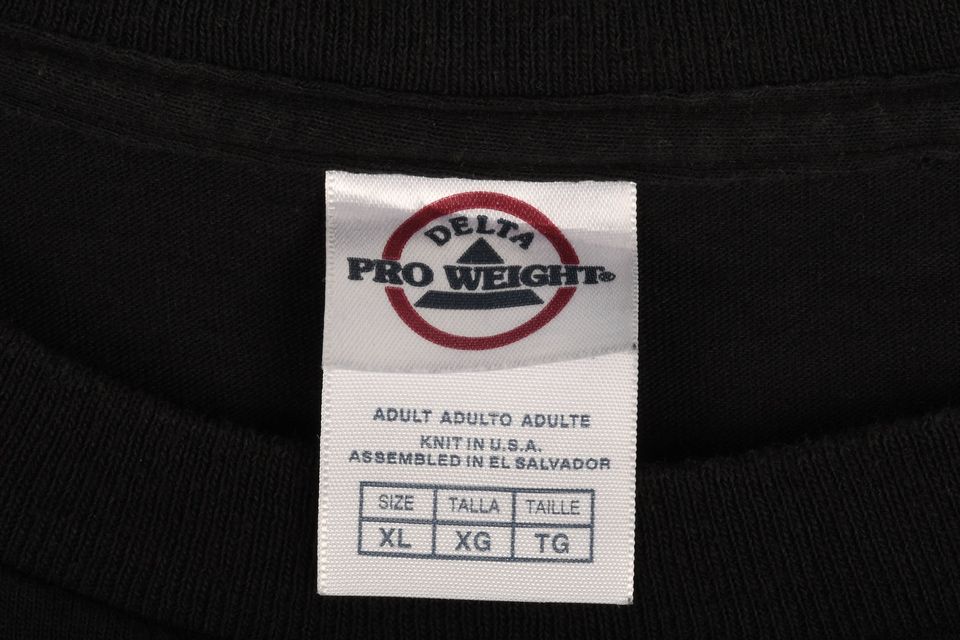 DELTA
PRO WEIGHT®
ADULT ADULTO ADULTE
KNIT IN U.S.A.
ASSEMBLED IN EL SALVADOR
SIZE TALLA TAILLE
XL XG TG